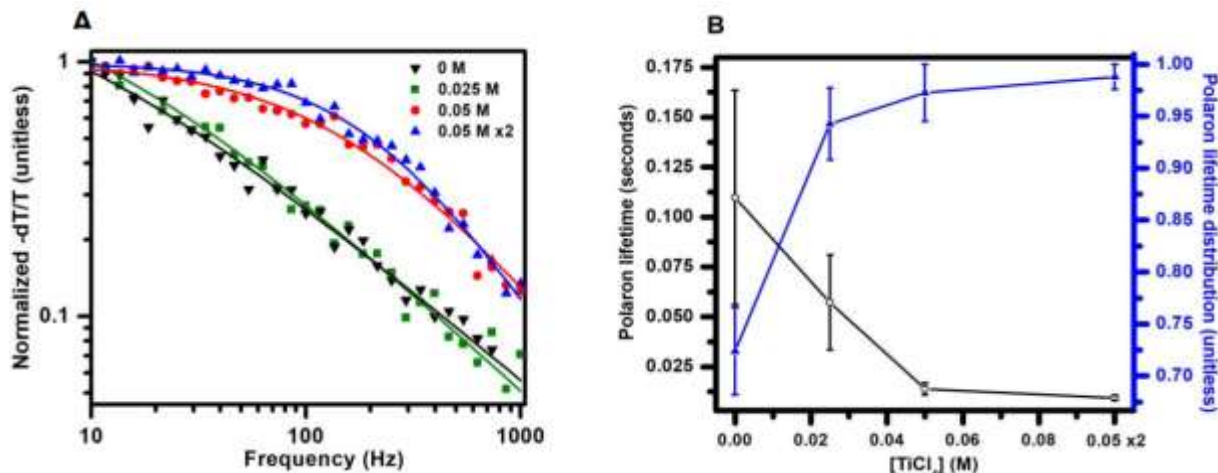 A
B
Normalized -dT/T (unitless)
1
0.1
0 M
0.025 M
0.05 M
0.05 M x2
10
100
1000
Frequency (Hz)
Polaron lifetime (seconds)
0.175
0.150
0.125
0.100
0.075
0.050
0.025
0.00
0.02
0.04
0.06
0.08
0.05 x2
[TiCl₄] (M)
1.00
0.95
0.90
0.85
0.80
0.75
0.70
Polaron lifetime distribution (unitless)